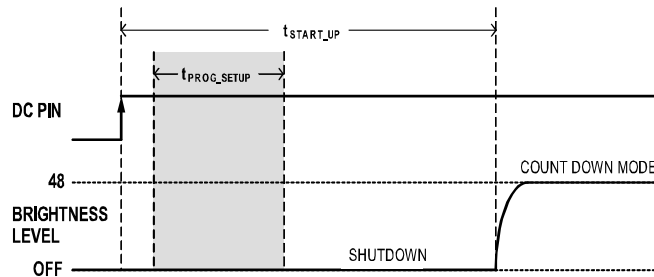 tSTART_UP
tPROG_SETUP
DC PIN
48
COUNT DOWN MODE
BRIGHTNESS
LEVEL
SHUTDOWN
OFF